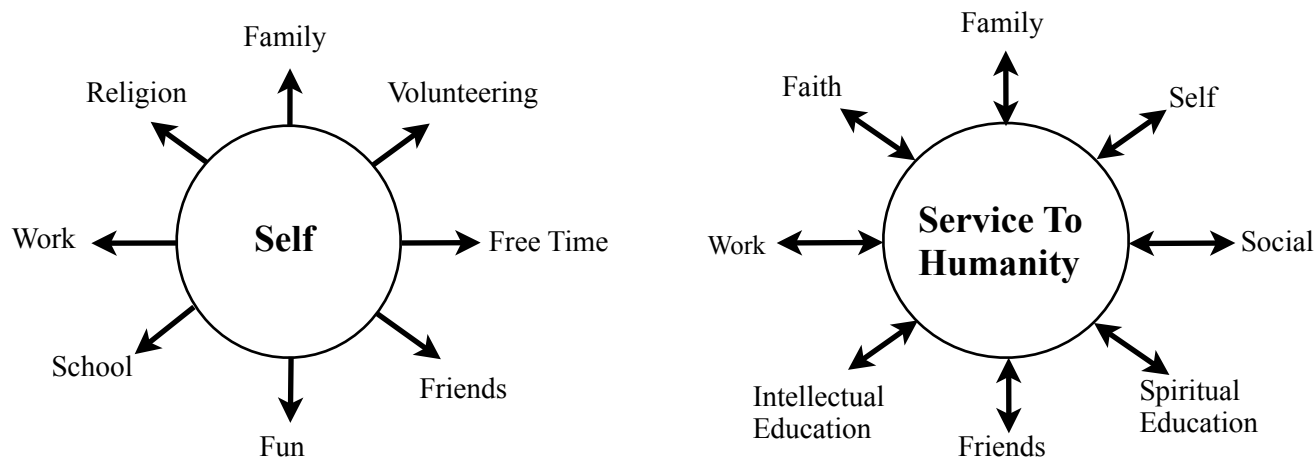 Family
Religion
Volunteering
Work
Self
Free Time
School
Friends
Fun
Family
Faith
Self
Work
Service To
Humanity
Social
Intellectual
Education
Spiritual
Education
Friends